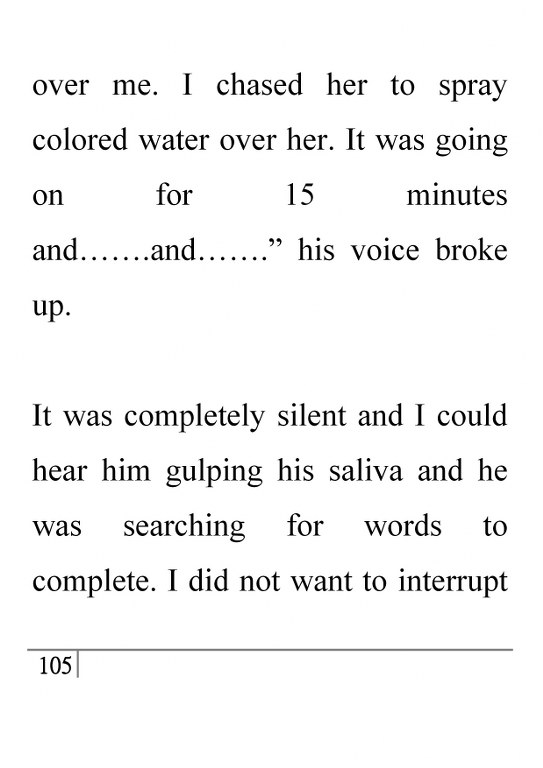 over me. I chased her to spray
colored water over her. It was going
on for 15 minutes
and…….and…….” his voice broke
up.
It was completely silent and I could
hear him gulping his saliva and he
was searching for words to
complete. I did not want to interrupt
105